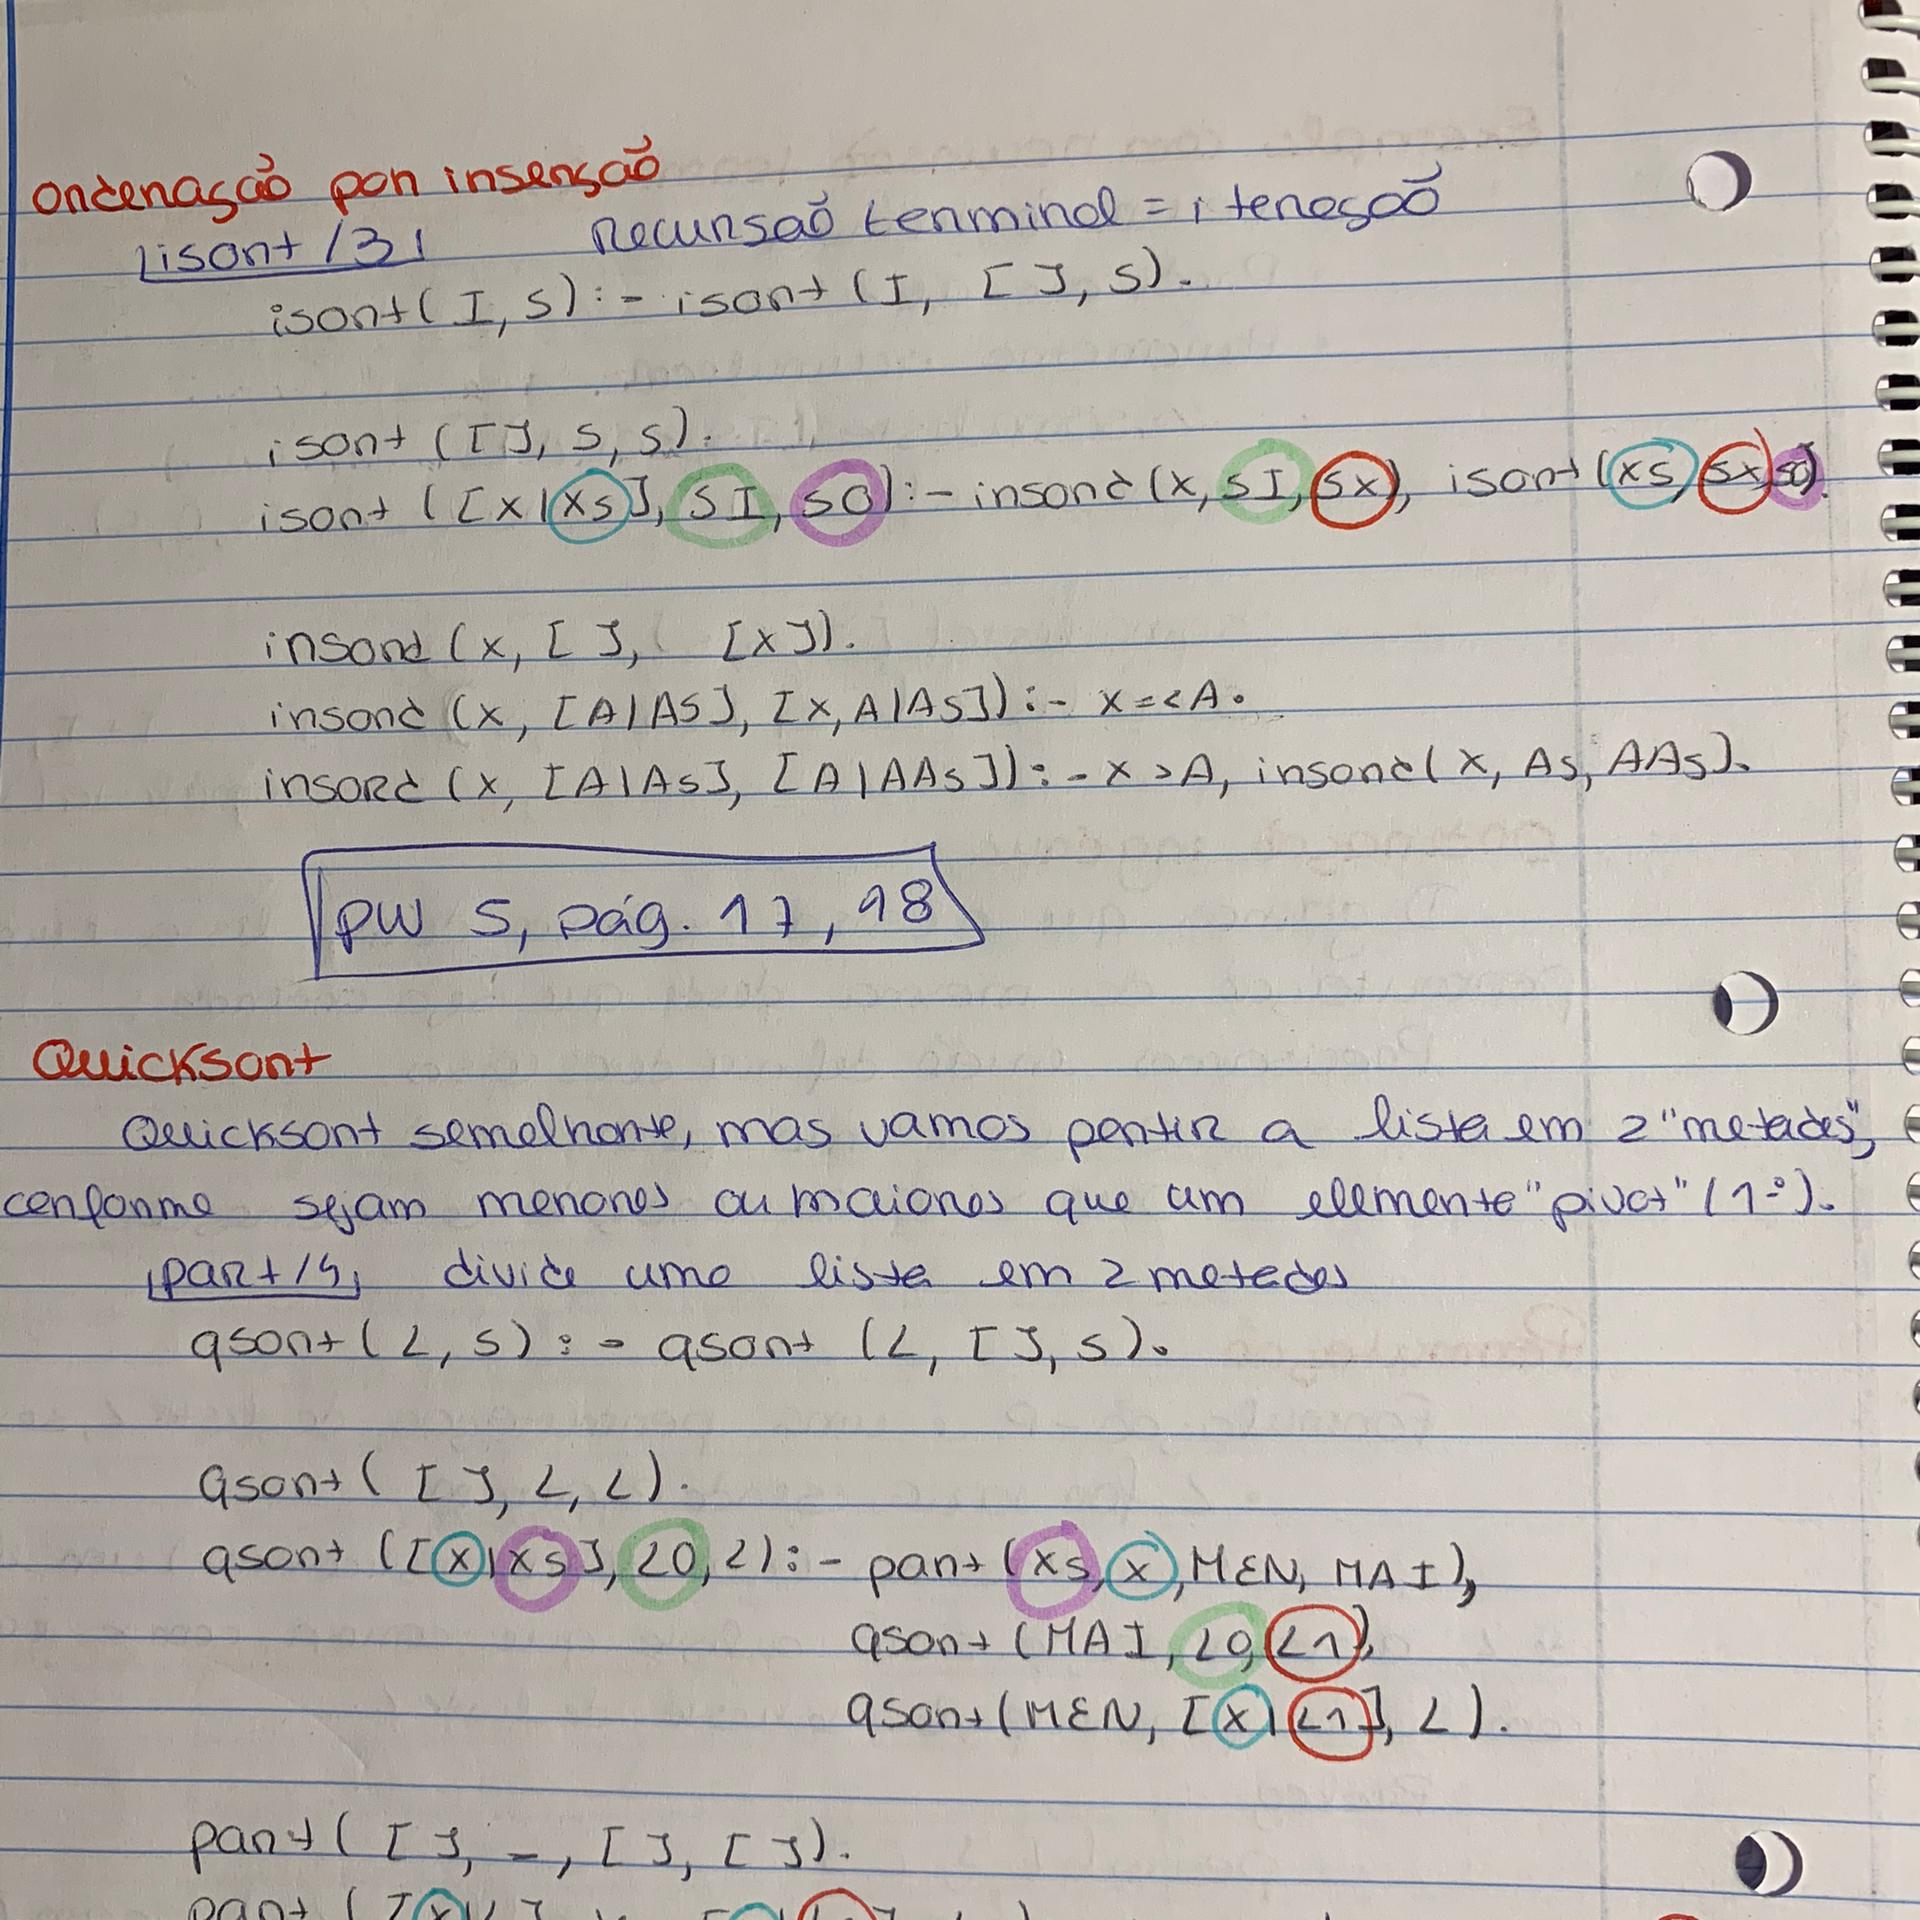 Ordenação por inserção
isort/3 Recursão terminal = iteração
isort(I, S) :- isort(I, [ ], S).
isort([ ], S, S).
isort([X|Xs], SI, SO) :- insord(X, SI, SX), isort(Xs, SX, SO).
insord(X, [ ], [X]).
insord(X, [A|As], [X, A|As]) :- X =< A.
insord(X, [A|As], [A|AAs]) :- X > A, insord(X, As, AAs).
PW 5, pág. 17, 18
Quicksort
Quicksort semelhante, mas vamos partir a lista em 2 "metades",
conforme sejam menores ou maiores que um elemento "pivot" (1º).
part/4 divide uma lista em 2 metades
qsort(L, S) :- qsort(L, [ ], S).
qsort([ ], L, L).
qsort([X|Xs], L0, L) :- part(Xs, X, MEN, MAI),
qsort(MAI, L0, L1),
qsort(MEN, [X|L1], L).
part([ ], _, [ ], [ ]).
part([X